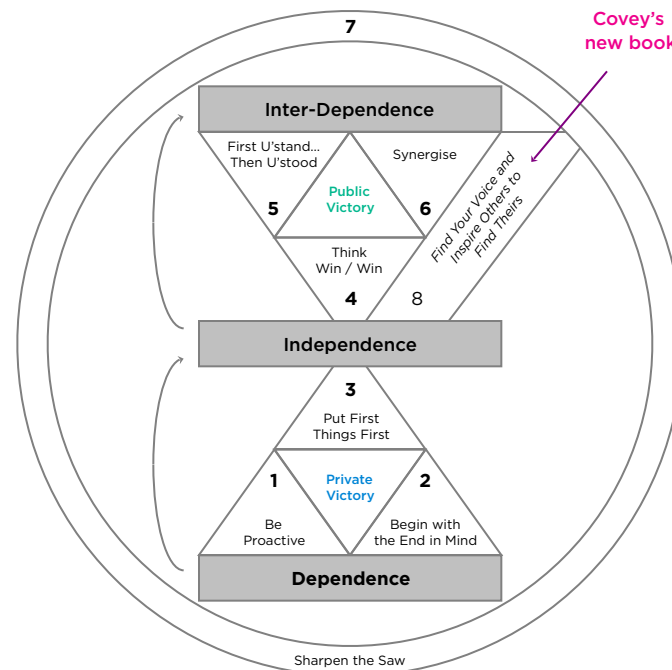 7
Covey's
new book
Inter-Dependence
First U'stand...
Then U'stood
Synergise
Public
Victory
5
6
Think
Win / Win
4
Find Your Voice and
Inspire Others to
Find Theirs
8
Independence
3
Put First
Things First
1
Private
Victory
2
Be
Proactive
Begin with
the End in Mind
Dependence
Sharpen the Saw